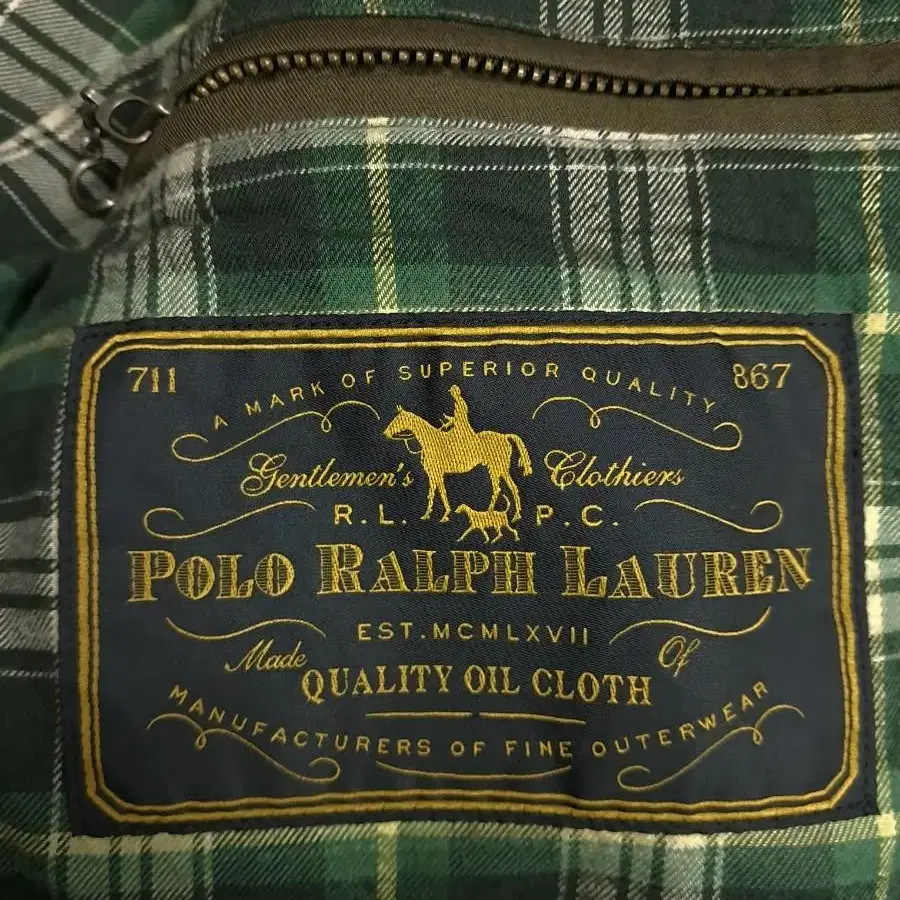 711 867
A MARK OF SUPERIOR QUALITY
Gentlemen's Clothiers
R.L. P.C.
POLO RALPH LAUREN
EST. MCMLXVII
Made Of
QUALITY OIL CLOTH
MANUFACTURERS OF FINE OUTERWEAR